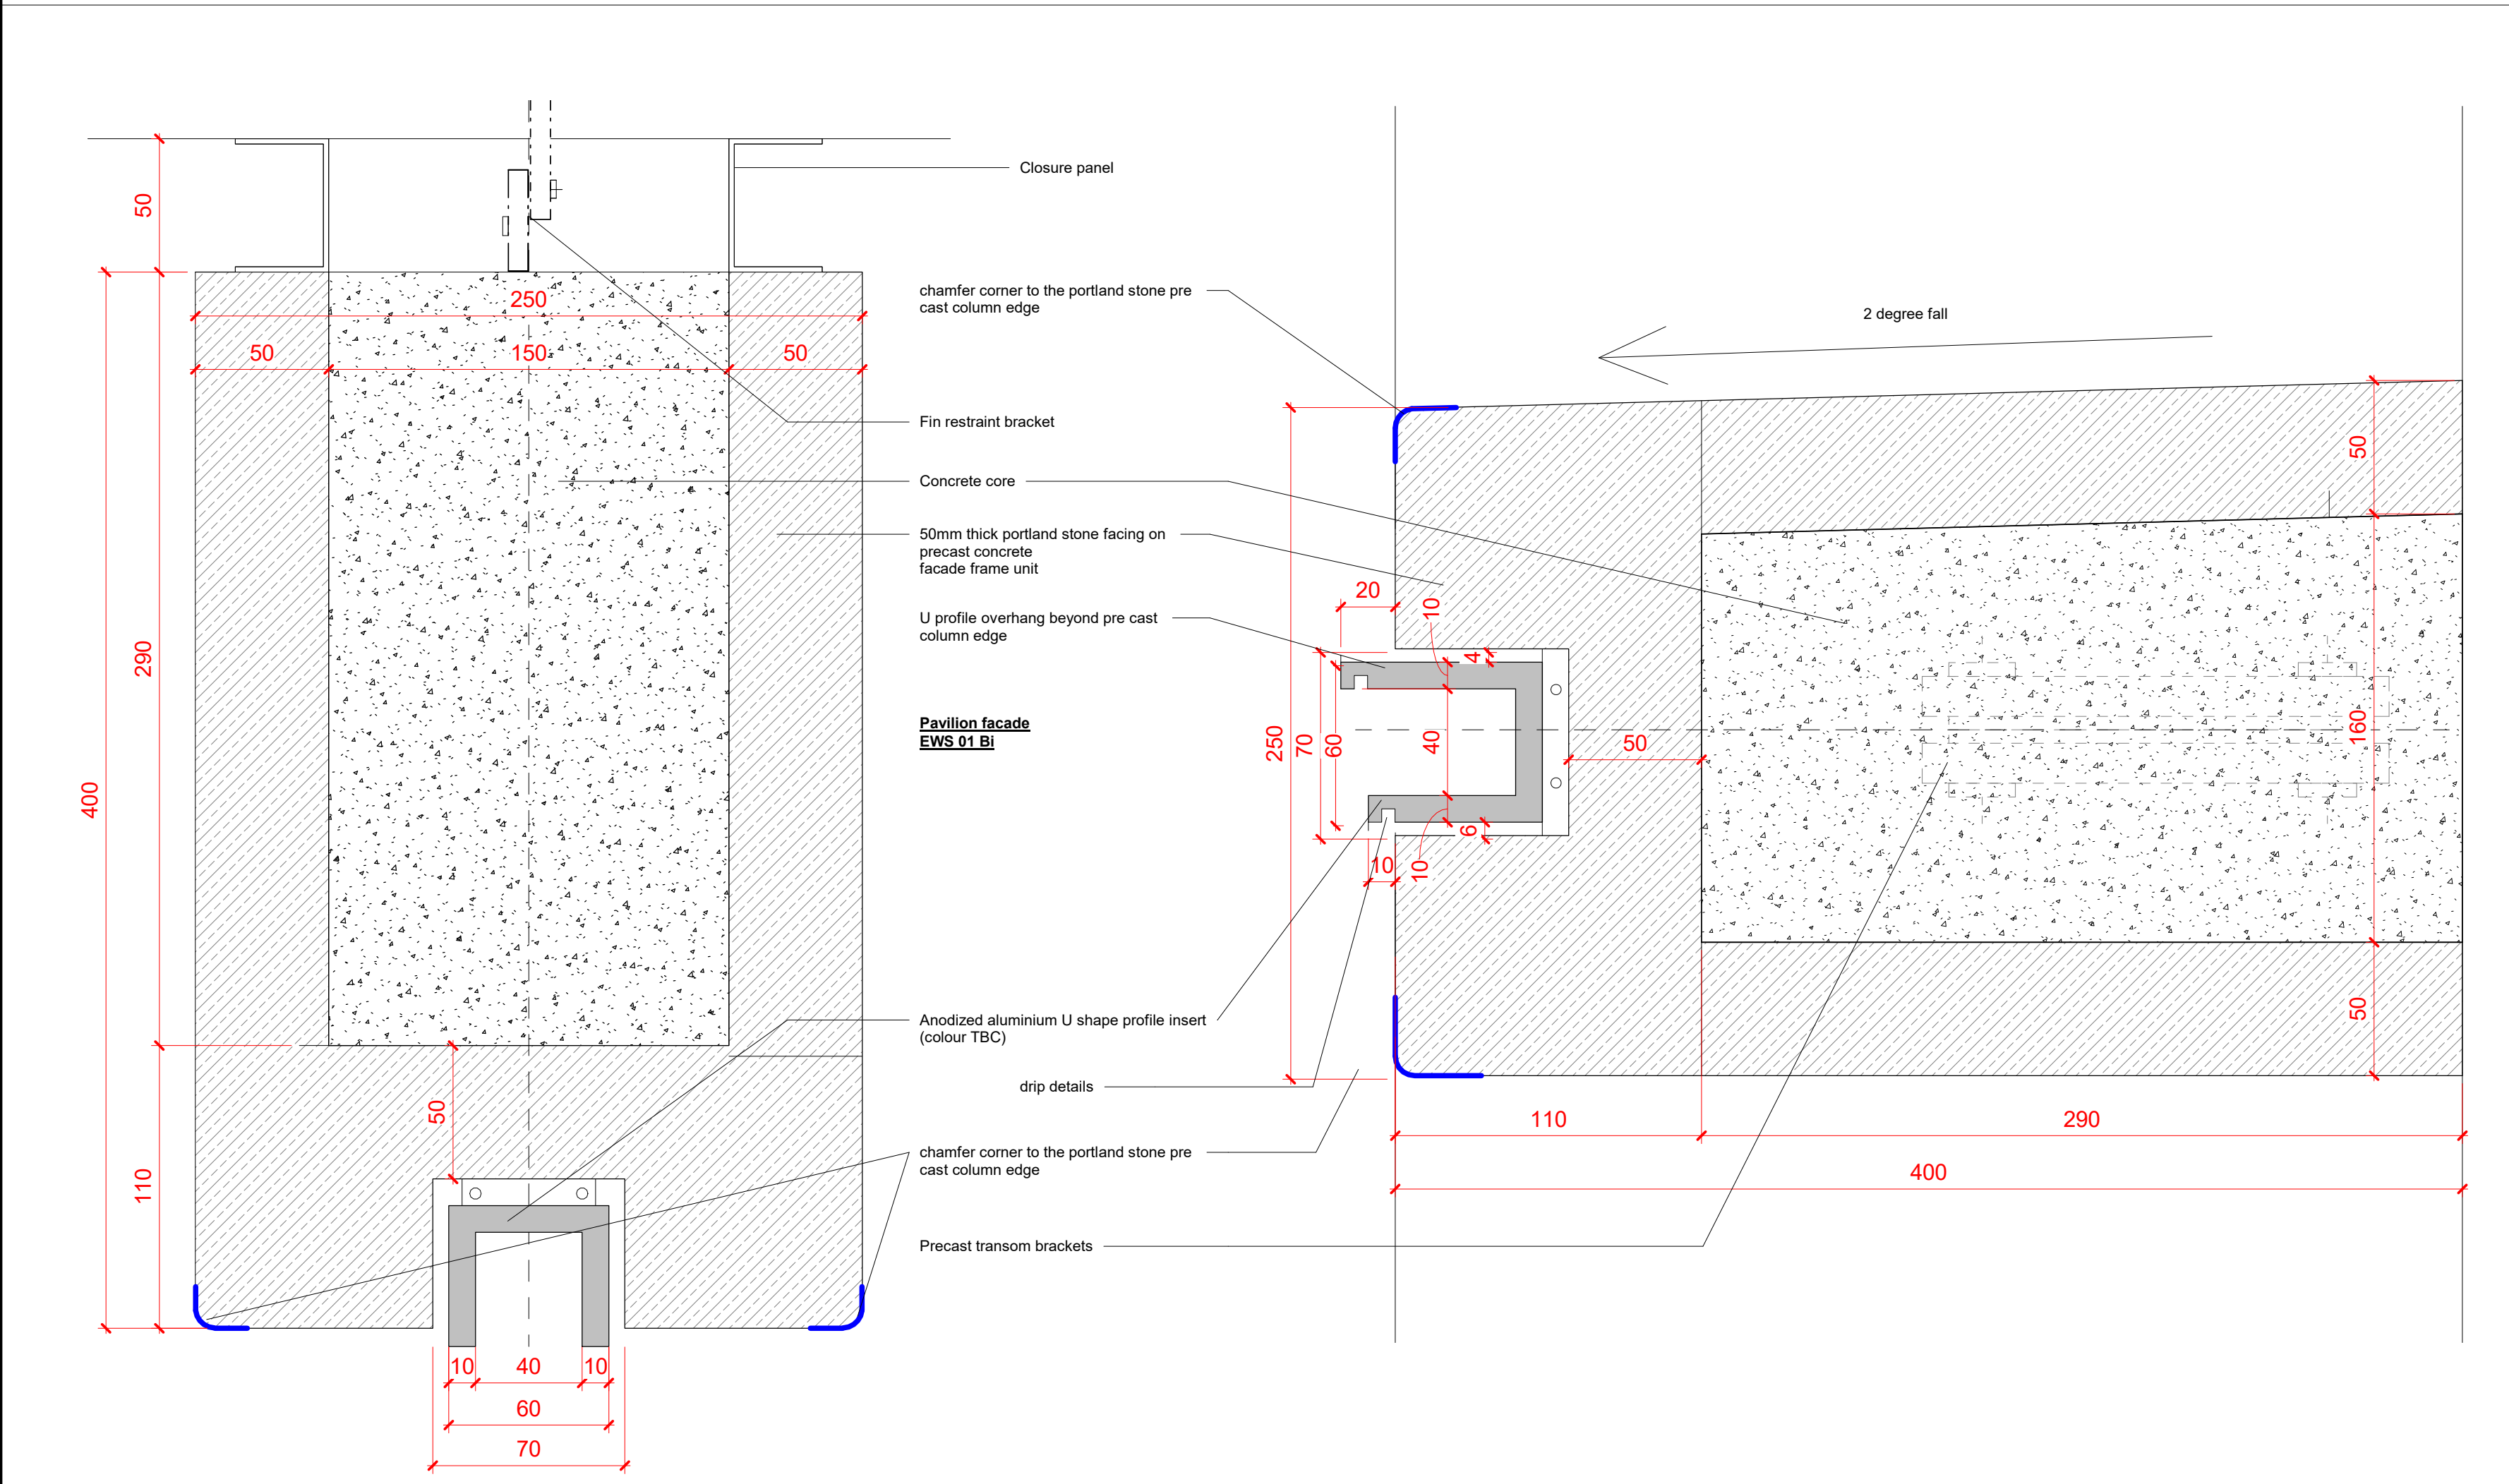 Closure panel
chamfer corner to the portland stone pre
cast column edge
2 degree fall
Fin restraint bracket
Concrete core
50mm thick portland stone facing on
precast concrete
facade frame unit
U profile overhang beyond pre cast
column edge
Pavilion facade
EWS 01 Bi
Anodized aluminium U shape profile insert
(colour TBC)
drip details
chamfer corner to the portland stone pre
cast column edge
Precast transom brackets
50
290
400
110
250
50
150
50
50
10
40
10
60
70
20
10
4
250
70
60
40
50
6
10
10
50
160
50
110
290
400